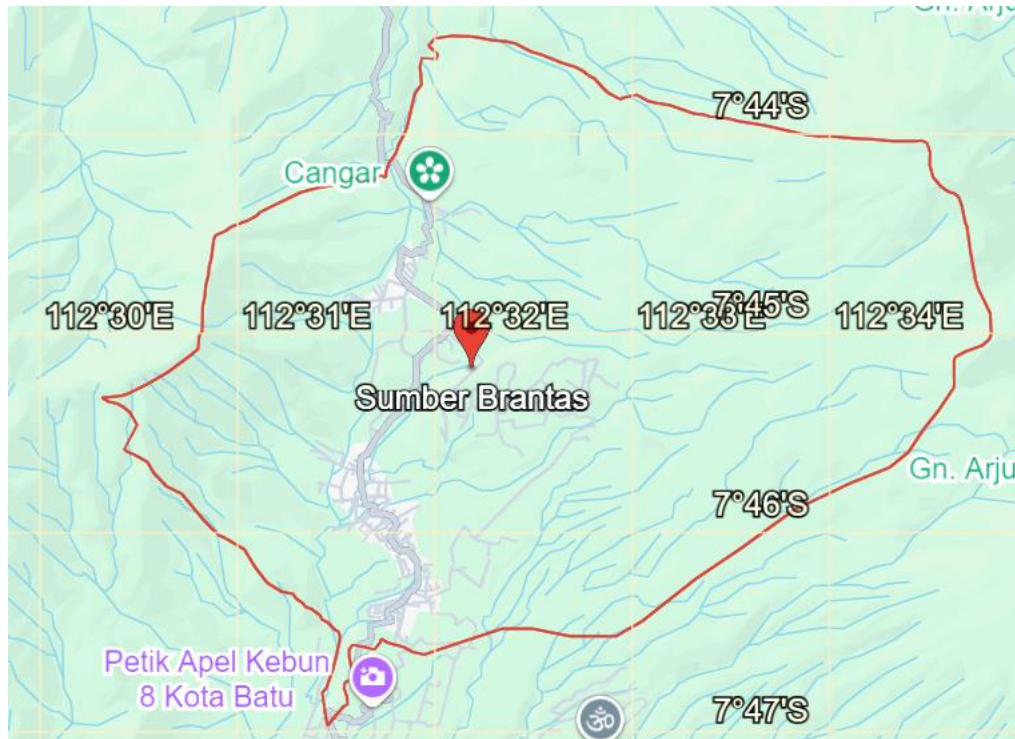 Gn. Arju
7°44'S
Cangar
112°30'E
112°31'E
112°32'E
112°33'E
7°45'S
112°34'E
Sumber Brantas
Gn. Arju
7°46'S
Petik Apel Kebun
8 Kota Batu
7°47'S